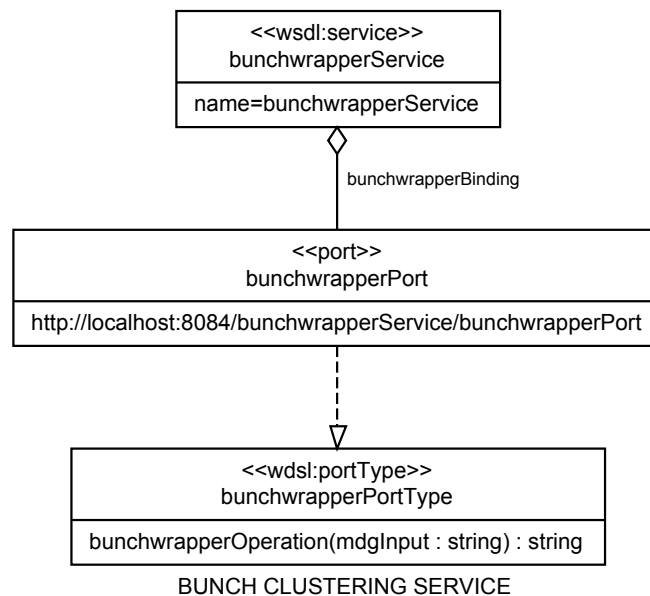 <<wsdl:service>>
bunchwrapperService
name=bunchwrapperService
bunchwrapperBinding
<<port>>
bunchwrapperPort
http://localhost:8084/bunchwrapperService/bunchwrapperPort
<<wdsl:portType>>
bunchwrapperPortType
bunchwrapperOperation(mdgInput : string) : string
BUNCH CLUSTERING SERVICE